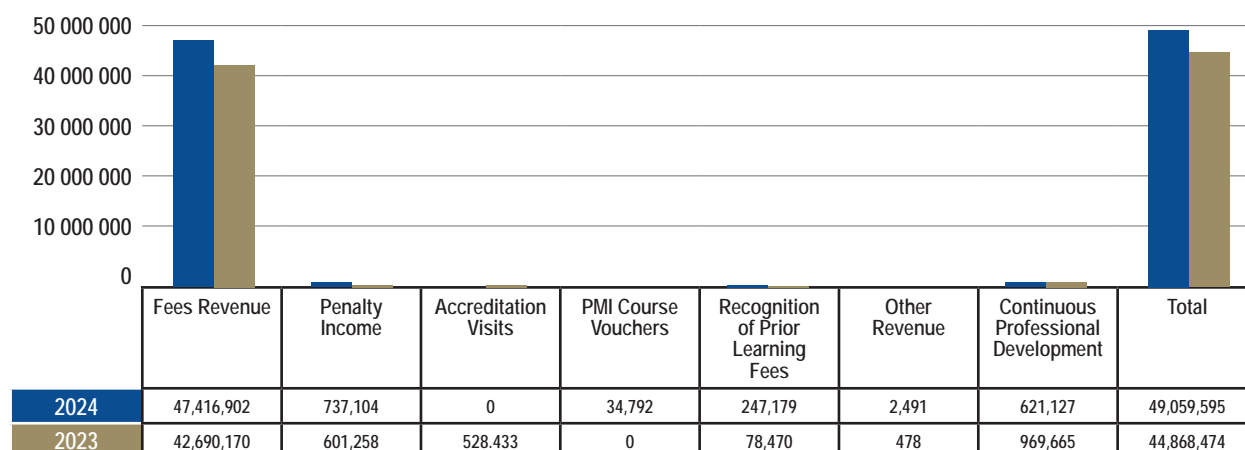 50 000 000
40 000 000
30 000 000
20 000 000
10 000 000
0
Fees Revenue
Penalty
Income
Accreditation
Visits
PMI Course
Vouchers
Recognition
of Prior
Learning
Fees
Other
Revenue
Continuous
Professional
Development
Total
2024 47,416,902 737,104 0 34,792 247,179 2,491 621,127 49,059,595
2023 42,690,170 601,258 528.433 0 78,470 478 969,665 44,868,474